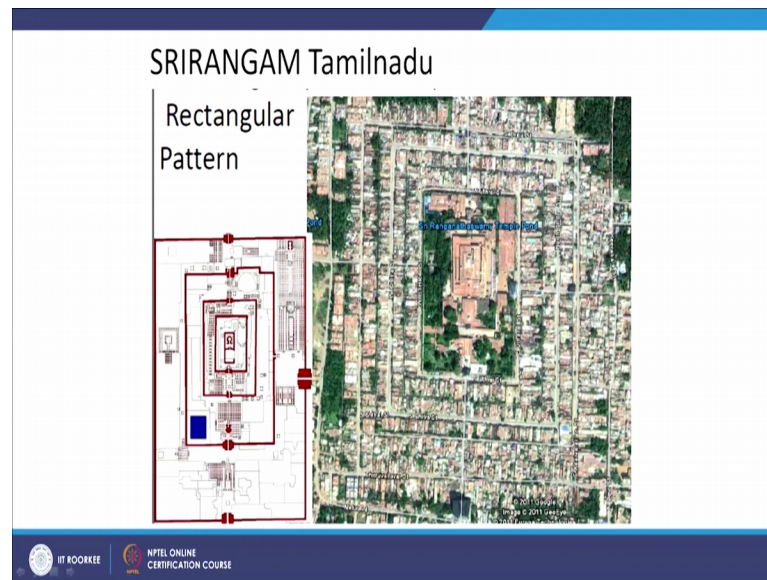 SRIRANGAM Tamilnadu
Rectangular
Pattern
Sri Ranganathaswamy Temple Pond
Pond
© 2011 Google
Image © 2011 GeoEye
IIT ROORKEE
NPTEL ONLINE
CERTIFICATION COURSE